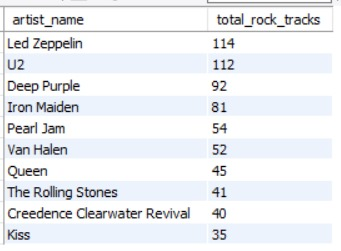 artist_name total_rock_tracks
Led Zeppelin 114
U2 112
Deep Purple 92
Iron Maiden 81
Pearl Jam 54
Van Halen 52
Queen 45
The Rolling Stones 41
Creedence Clearwater Revival 40
Kiss 35